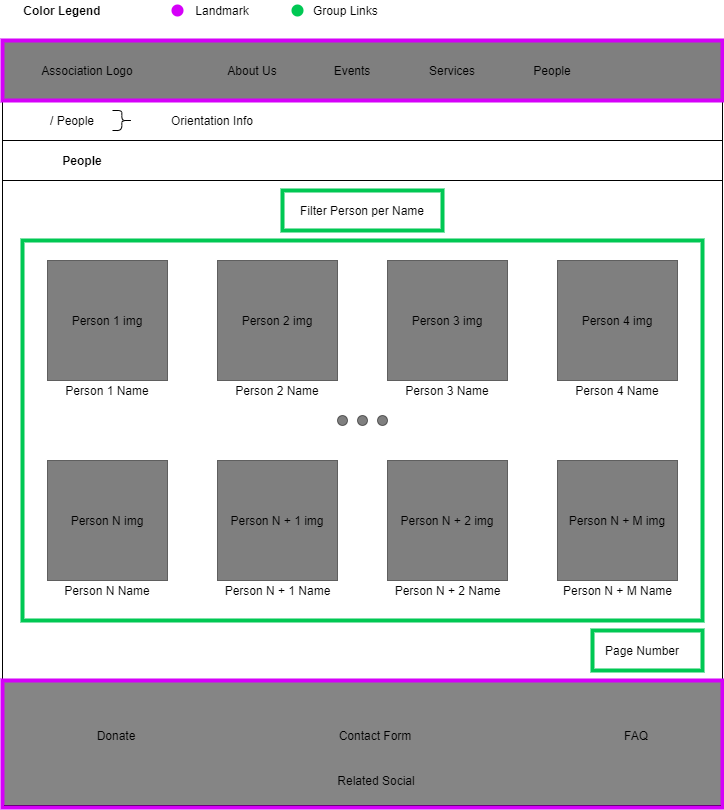 Color Legend Landmark Group Links
Association Logo About Us Events Services People
/ People Orientation Info
People
Filter Person per Name
Person 1 img Person 2 img Person 3 img Person 4 img
Person 1 Name Person 2 Name Person 3 Name Person 4 Name
Person N img Person N + 1 img Person N + 2 img Person N + M img
Person N Name Person N + 1 Name Person N + 2 Name Person N + M Name
Page Number
Donate Contact Form FAQ
Related Social